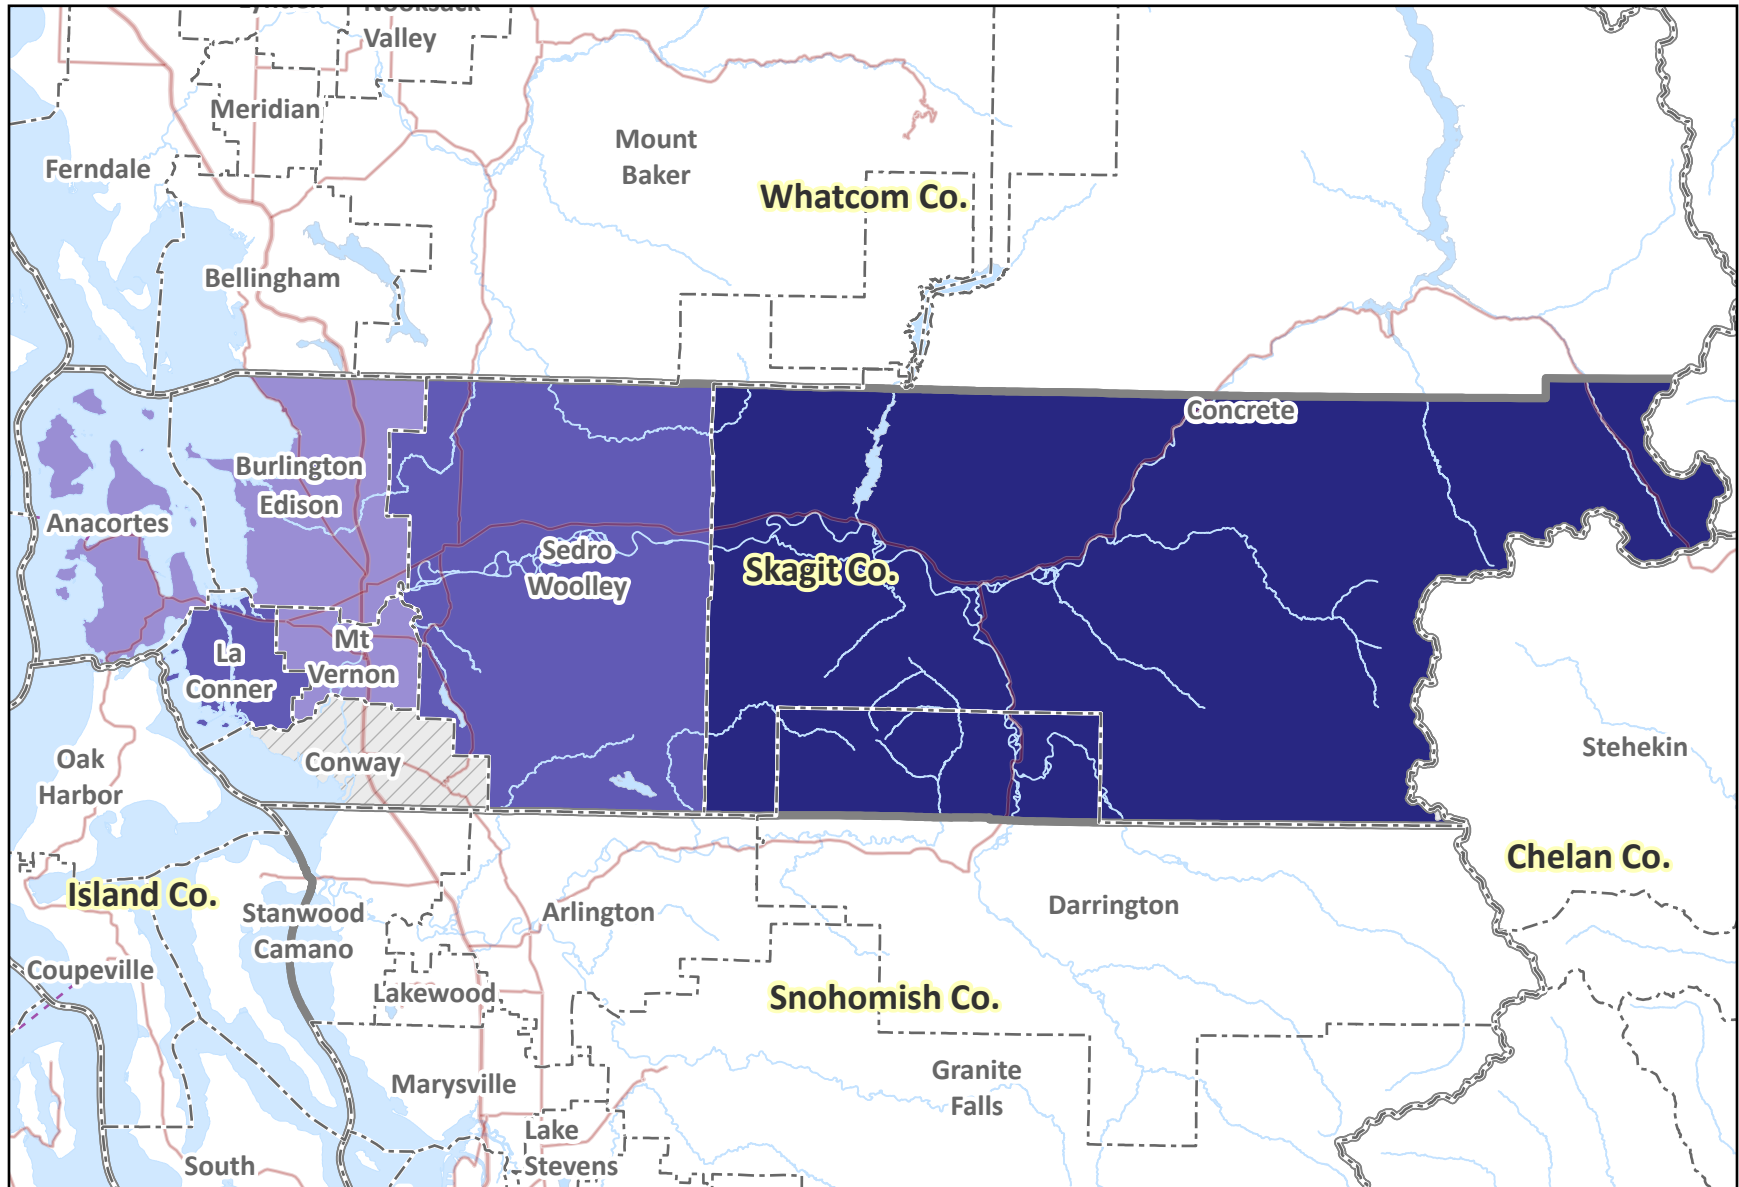 Nooksack
Valley
Meridian
Ferndale
Mount
Baker
Whatcom Co.
Bellingham
Concrete
Burlington
Edison
Anacortes
Sedro
Woolley
Skagit Co.
Mt
Vernon
La
Conner
Conway
Oak
Harbor
Stehekin
Chelan Co.
Island Co.
Stanwood
Camano
Arlington
Darrington
Coupeville
Lakewood
Snohomish Co.
Marysville
Granite
Falls
Lake
Stevens
South